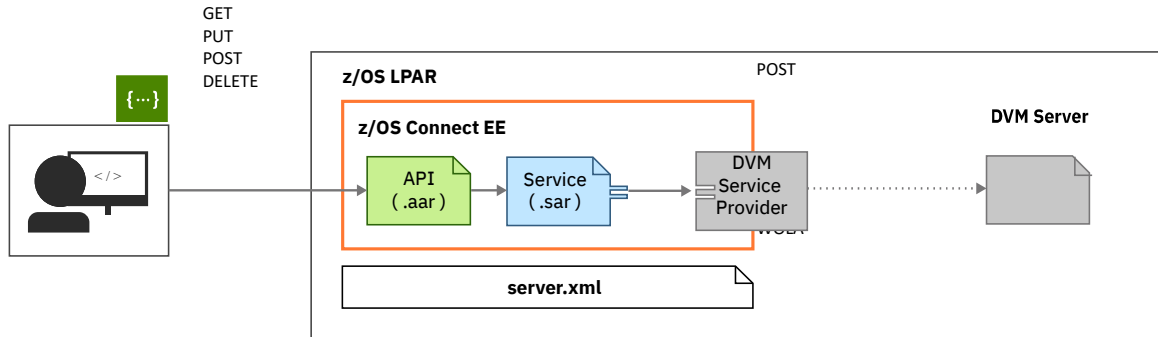 GET
PUT
POST
DELETE
{...}
z/OS LPAR
POST
z/OS Connect EE
DVM Server
</>
API
( .aar )
Service
( .sar )
DVM
Service
Provider
WOLA
server.xml